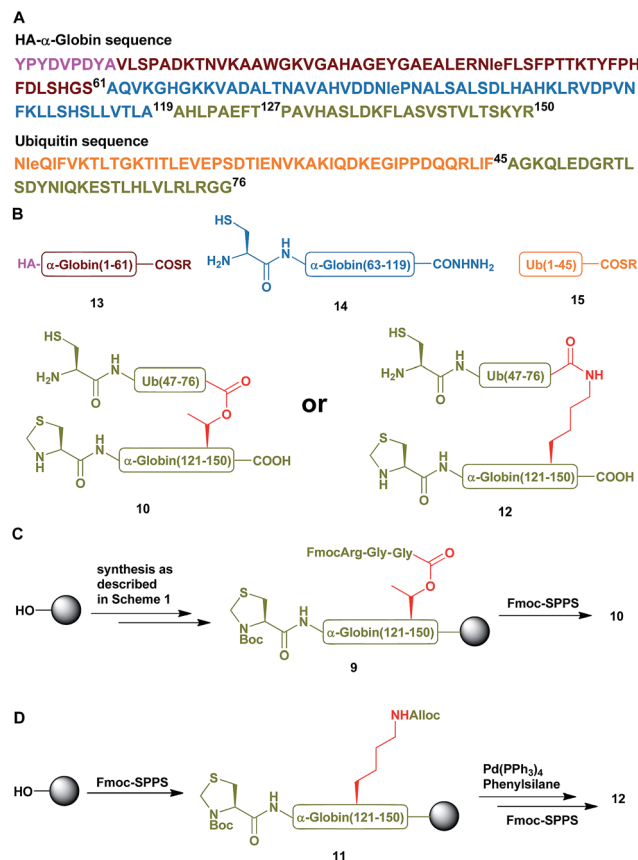 A
HA-α-Globin sequence
YPYDVPDYAVLSPADKTNVKAAWGKVGAHAGEYGAEALERNleFLSFPTTKTYFPH
FDLSHGS61AQVKGHGKKVADALTNAVAHVDDNlePNALSALSDLHAHKLRVDPVN
FKLLSHSLLVTLA119AHLPAEFT127PAVHASLDKFLASVSTVLTSKYR150
Ubiquitin sequence
NleQIFVKTLTGKTITLEVEPSDTIENVKAKIQDKEGIPPDQQRLIF45AGKQLEDGRTL
SDYNIQKESTLHLVLRLRGG76
B
HA-α-Globin(1-61)-COSR
13
HS
H2N
O
H
N
α-Globin(63-119)
CONHNH2
14
Ub(1-45)
COSR
15
HS
H2N
O
H
N
Ub(47-76)
O
O
S
N
H
O
H
N
α-Globin(121-150)
COOH
10
or
HS
H2N
O
H
N
Ub(47-76)
O
NH
S
N
H
O
H
N
α-Globin(121-150)
COOH
12
C
HO
synthesis as
described
in Scheme 1
FmocArg-Gly-Gly
O
O
S
N
Boc
O
H
N
α-Globin(121-150)
9
Fmoc-SPPS
10
D
HO
Fmoc-SPPS
NHAlloc
S
N
Boc
O
H
N
α-Globin(121-150)
11
Pd(PPh3)4
Phenylsilane
Fmoc-SPPS
12